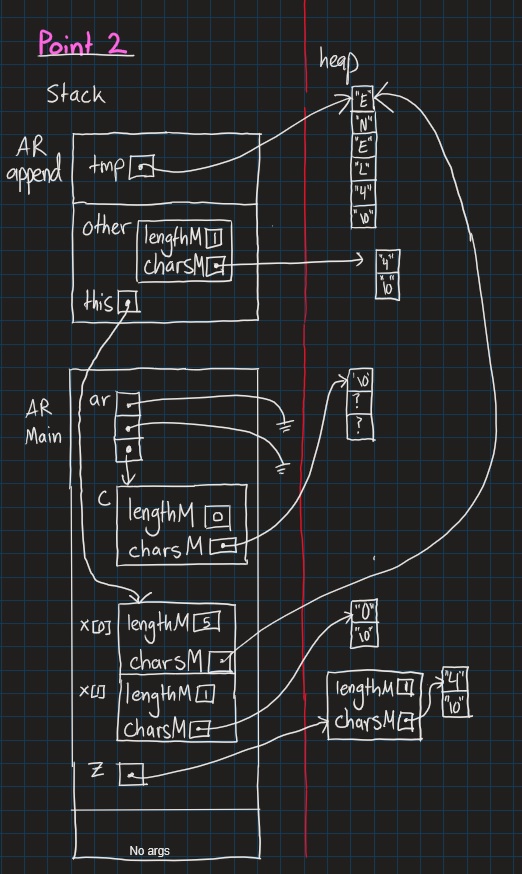 Point 2
heap
Stack
AR
append
tmp
"E"
"N"
"E"
"L"
"4"
"\0"
other
lengthM 1
charsM
"4"
"\0"
this
AR
Main
ar
'\0'
?
?
C
lengthM 0
charsM
x[0]
lengthM 5
charsM
"0"
"\0"
x[1]
lengthM 1
charsM
lengthM 1
charsM
"4"
"\0"
Z
No args